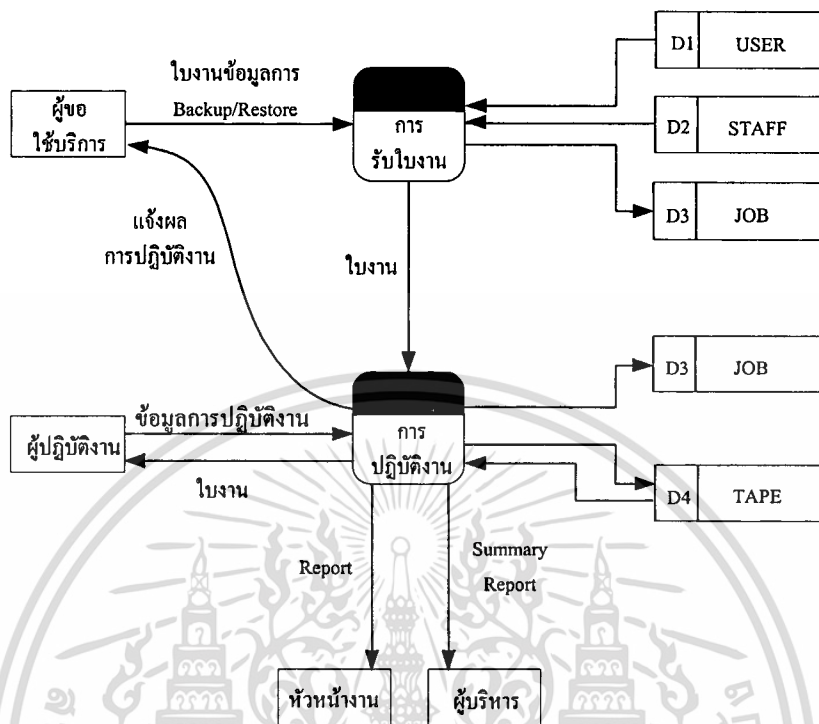 D1 USER
ใบงานข้อมูลการ
Backup/Restore
ผู้ขอ
ใช้บริการ
การ
รับใบงาน
D2 STAFF
D3 JOB
แจ้งผล
การปฏิบัติงาน
ใบงาน
D3 JOB
ข้อมูลการปฏิบัติงาน
ผู้ปฏิบัติงาน
การ
ปฏิบัติงาน
ใบงาน
D4 TAPE
Report
Summary
Report
หัวหน้างาน
ผู้บริหาร